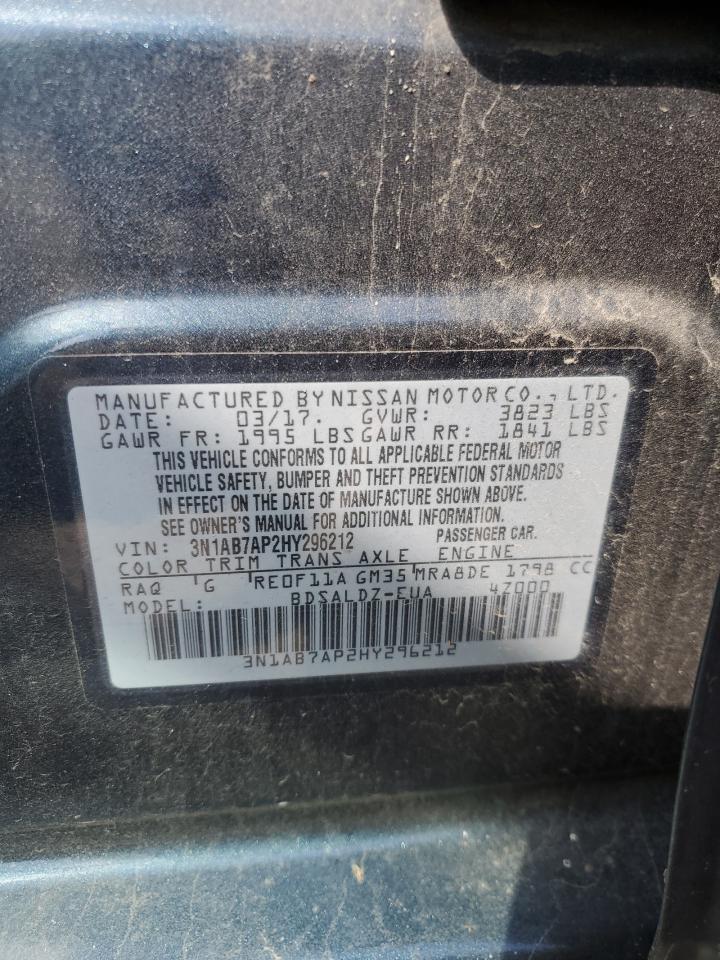 MANUFACTURED BY NISSAN MOTOR CO., LTD.
DATE: 03/17. GVWR: 3823 LBS
GAWR FR: 1995 LBS GAWR RR: 1841 LBS
THIS VEHICLE CONFORMS TO ALL APPLICABLE FEDERAL MOTOR
VEHICLE SAFETY, BUMPER AND THEFT PREVENTION STANDARDS
IN EFFECT ON THE DATE OF MANUFACTURE SHOWN ABOVE.
SEE OWNER'S MANUAL FOR ADDITIONAL INFORMATION.
VIN: 3N1AB7AP2HY296212 PASSENGER CAR.
COLOR TRIM TRANS AXLE ENGINE
RAQ G RE0F11A GM35 MRA8DE 1798 CC
MODEL: BDSALDZ-EUA 4Z000
3N1AB7AP2HY296212